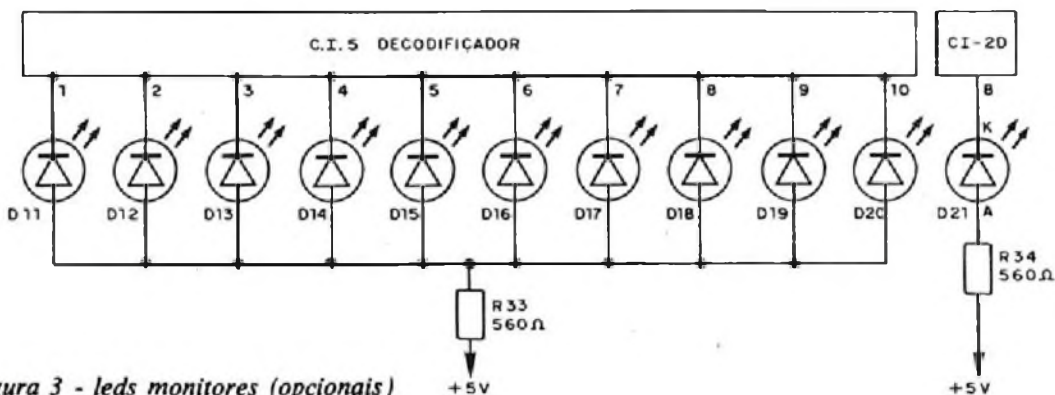 C.I.5 DECODIFICADOR
CI-2D
1 2 3 4 5 6 7 8 9 10 8
K
D11 D12 D13 D14 D15 D16 D17 D18 D19 D20 D21 A
R33
560Ω
R34
560Ω
+5V
+5V
ura 3 - leds monitores (opcionais)